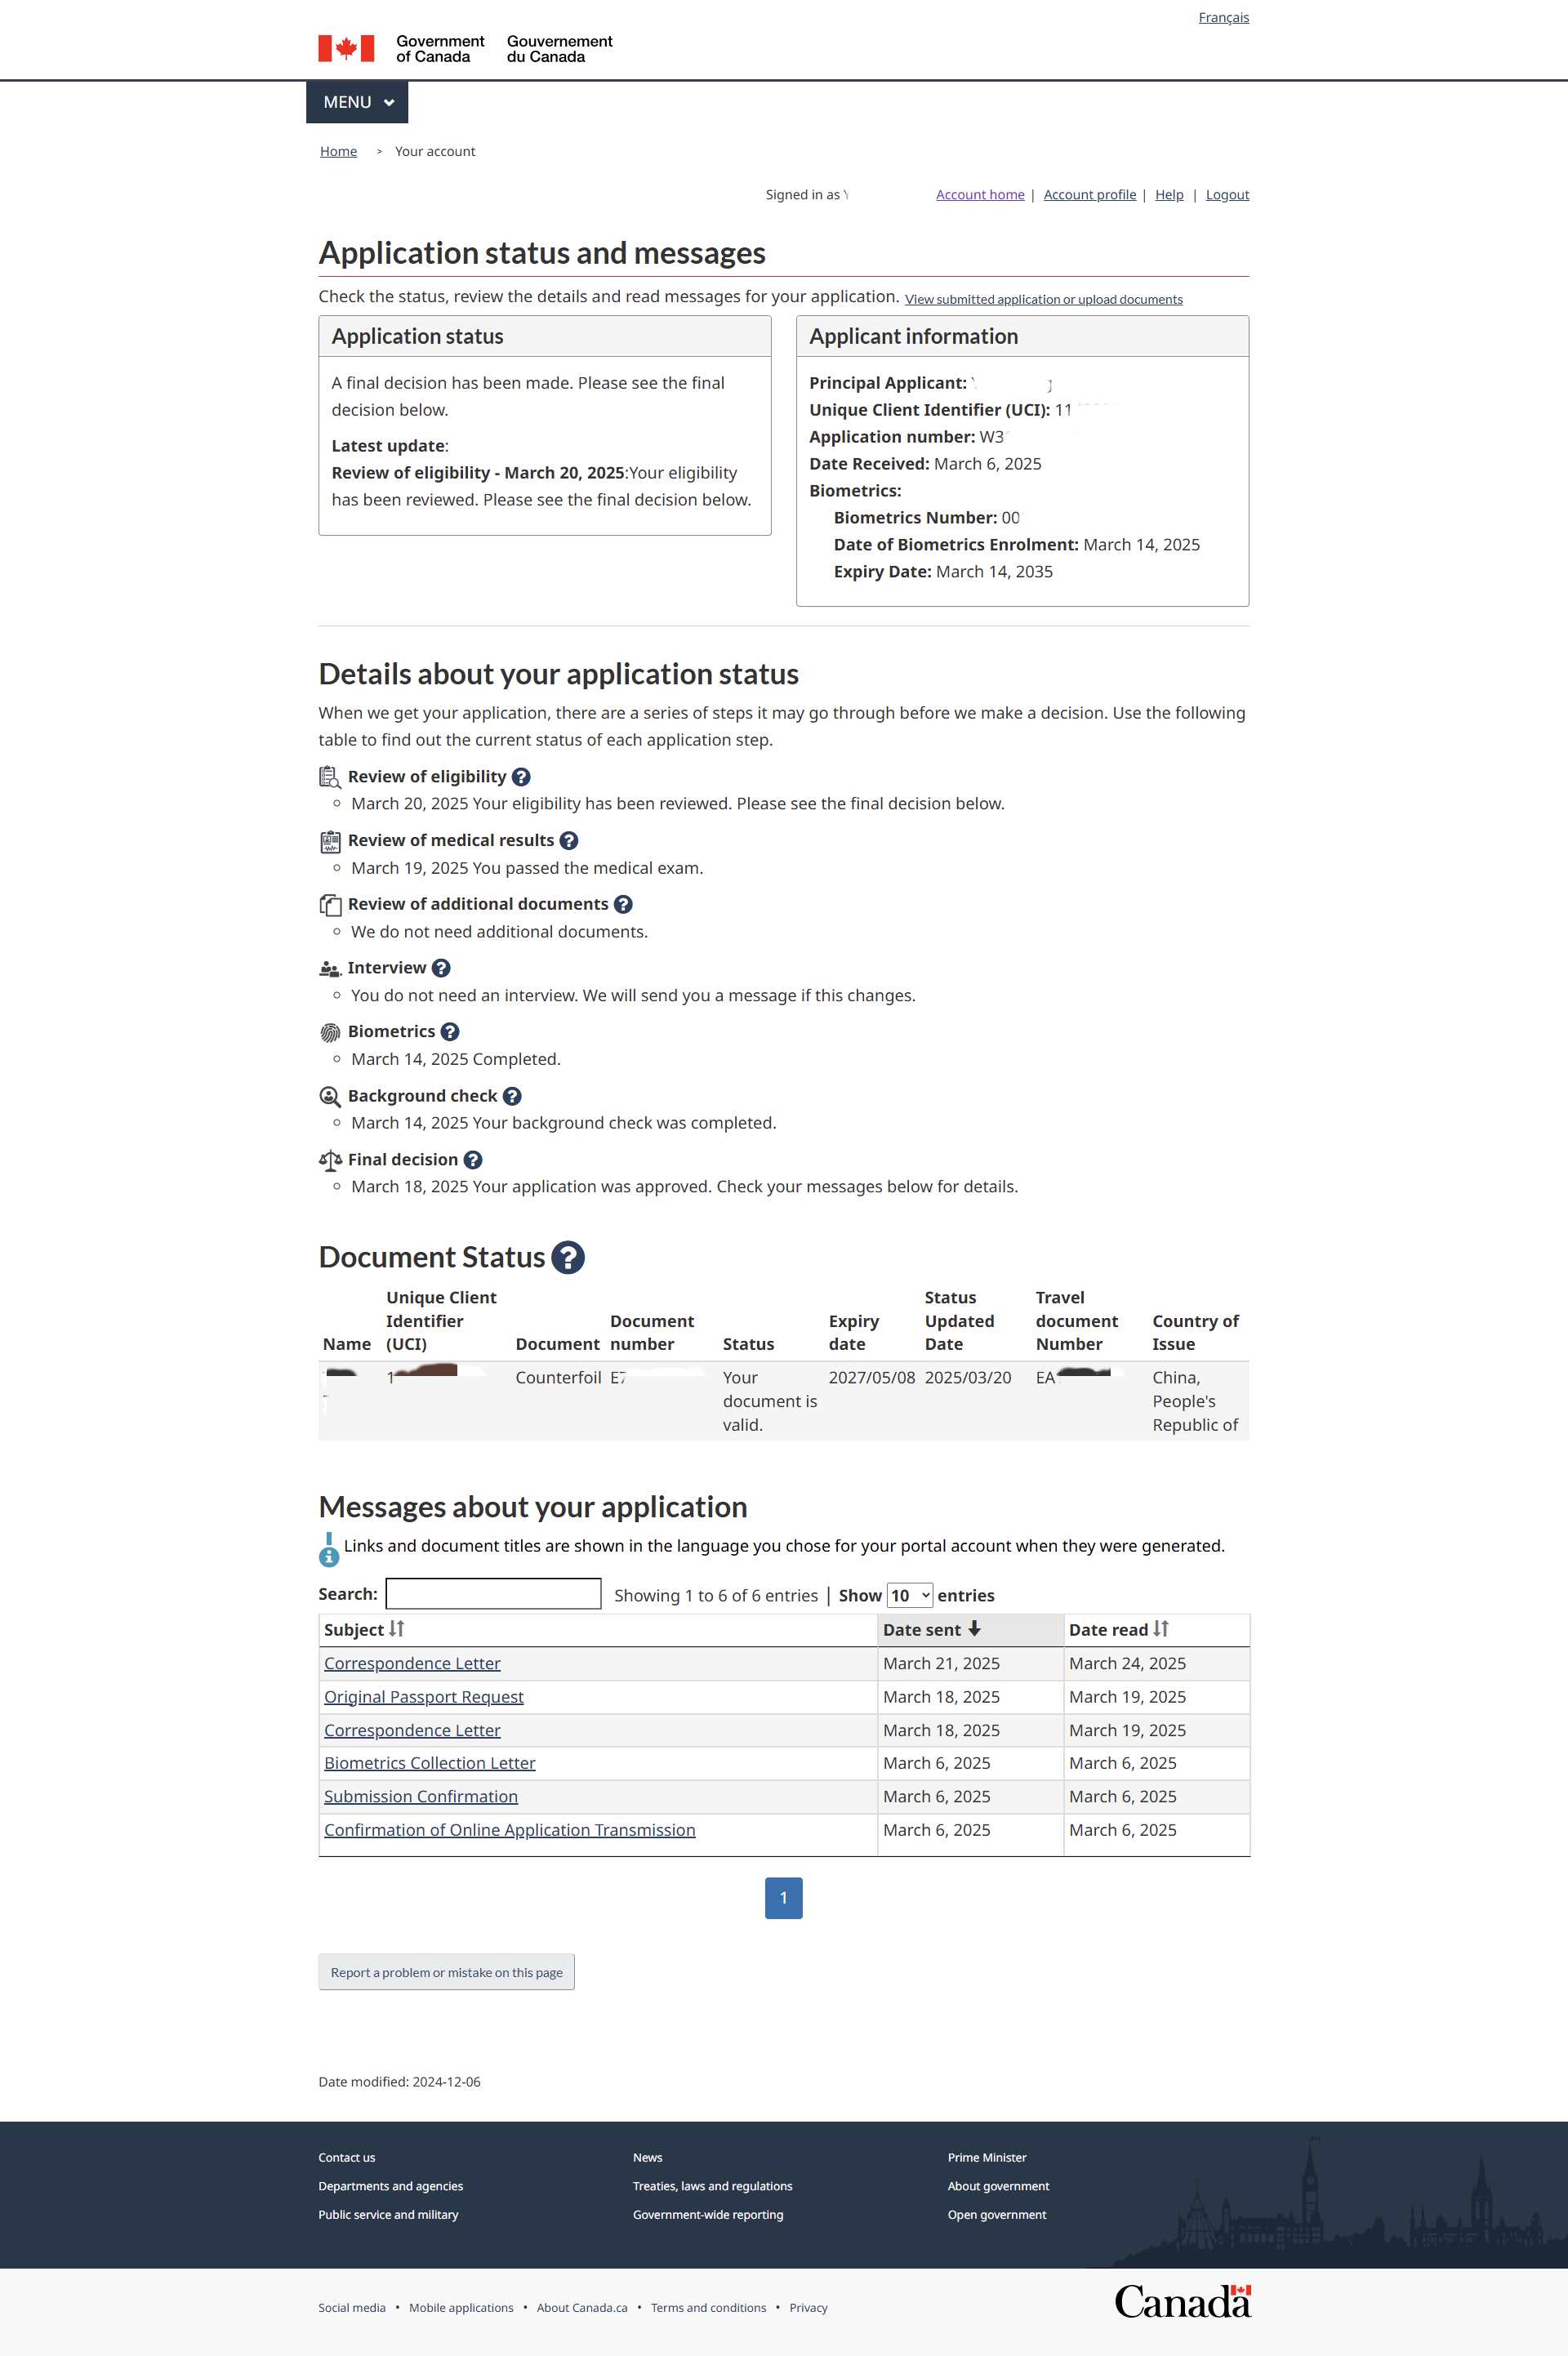 Français
Government of Canada
Gouvernement du Canada
MENU
Home > Your account
Signed in as
Account home | Account profile | Help | Logout
Application status and messages
Check the status, review the details and read messages for your application. View submitted application or upload documents
Application status
A final decision has been made. Please see the final
decision below.
Latest update:
Review of eligibility - March 20, 2025:Your eligibility
has been reviewed. Please see the final decision below.
Applicant information
Principal Applicant:
Unique Client Identifier (UCI): 11
Application number: W3
Date Received: March 6, 2025
Biometrics:
Biometrics Number: 00
Date of Biometrics Enrolment: March 14, 2025
Expiry Date: March 14, 2035
Details about your application status
When we get your application, there are a series of steps it may go through before we make a decision. Use the following
table to find out the current status of each application step.
Review of eligibility ?
March 20, 2025 Your eligibility has been reviewed. Please see the final decision below.
Review of medical results ?
March 19, 2025 You passed the medical exam.
Review of additional documents ?
We do not need additional documents.
Interview ?
You do not need an interview. We will send you a message if this changes.
Biometrics ?
March 14, 2025 Completed.
Background check ?
March 14, 2025 Your background check was completed.
Final decision ?
March 18, 2025 Your application was approved. Check your messages below for details.
Document Status ?
Name Unique Client Identifier (UCI) Document Document number Status Expiry date Status Updated Date Travel document Number Country of Issue
1 Counterfoil E7 Your document is valid. 2027/05/08 2025/03/20 EA China, People's Republic of
Messages about your application
Links and document titles are shown in the language you chose for your portal account when they were generated.
Search: Showing 1 to 6 of 6 entries | Show 10 entries
Subject Date sent Date read
Correspondence Letter March 21, 2025 March 24, 2025
Original Passport Request March 18, 2025 March 19, 2025
Correspondence Letter March 18, 2025 March 19, 2025
Biometrics Collection Letter March 6, 2025 March 6, 2025
Submission Confirmation March 6, 2025 March 6, 2025
Confirmation of Online Application Transmission March 6, 2025 March 6, 2025
1
Report a problem or mistake on this page
Date modified: 2024-12-06
Contact us News Prime Minister
Departments and agencies Treaties, laws and regulations About government
Public service and military Government-wide reporting Open government
Social media • Mobile applications • About Canada.ca • Terms and conditions • Privacy
Canada